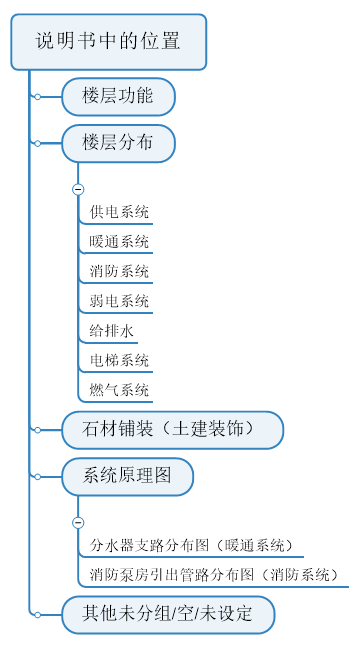 说明书中的位置
楼层功能
楼层分布
供电系统
暖通系统
消防系统
弱电系统
给排水
电梯系统
燃气系统
石材铺装（土建装饰）
系统原理图
分水器支路分布图（暖通系统）
消防泵房引出管路分布图（消防系统）
其他未分组/空/未设定